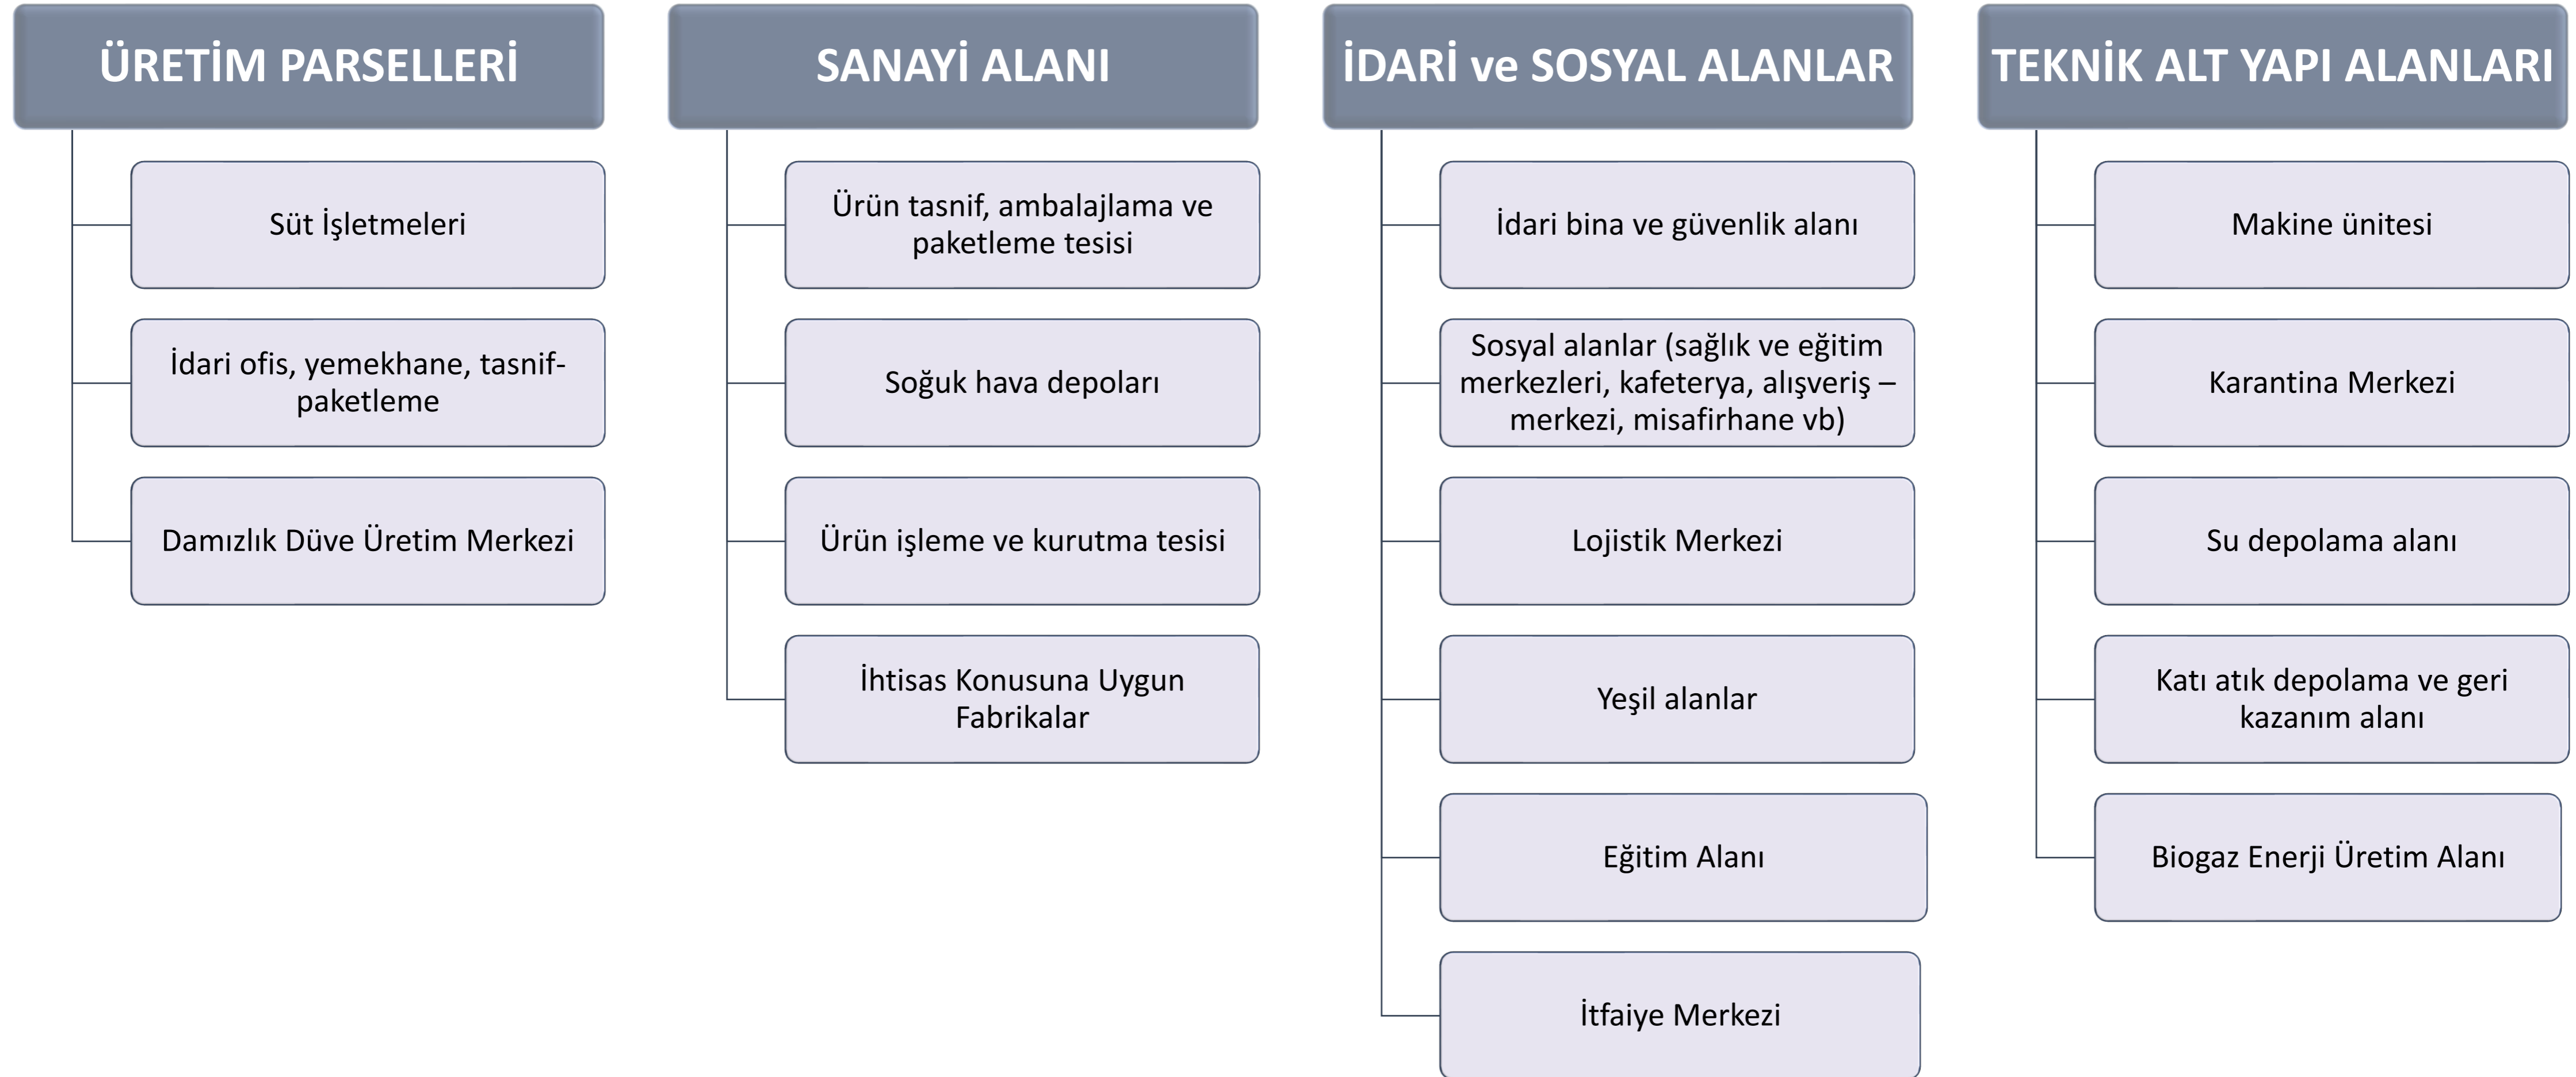 ÜRETİM PARSELLERİ
Süt İşletmeleri
İdari ofis, yemekhane, tasnif-
paketleme
Damızlık Düve Üretim Merkezi
SANAYİ ALANI
Ürün tasnif, ambalajlama ve
paketleme tesisi
Soğuk hava depoları
Ürün işleme ve kurutma tesisi
İhtisas Konusuna Uygun
Fabrikalar
İDARİ ve SOSYAL ALANLAR
İdari bina ve güvenlik alanı
Sosyal alanlar (sağlık ve eğitim
merkezleri, kafeterya, alışveriş –
merkezi, misafirhane vb)
Lojistik Merkezi
Yeşil alanlar
Eğitim Alanı
İtfaiye Merkezi
TEKNİK ALT YAPI ALANLARI
Makine ünitesi
Karantina Merkezi
Su depolama alanı
Katı atık depolama ve geri
kazanım alanı
Biogaz Enerji Üretim Alanı